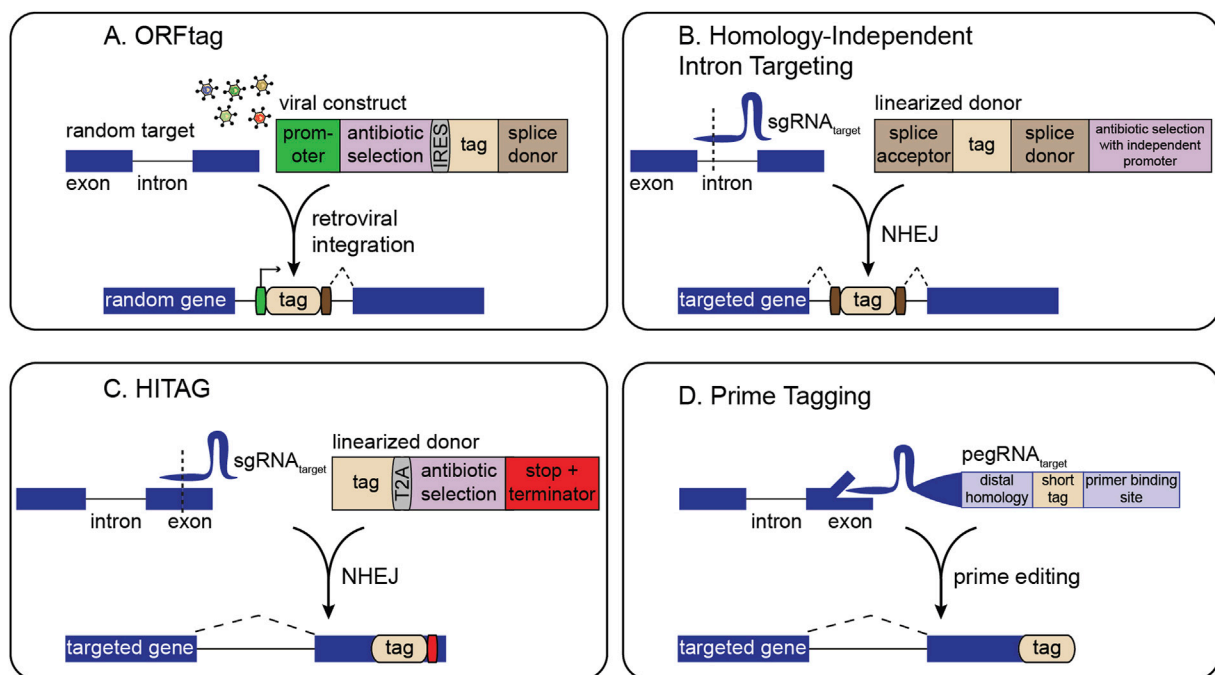 A. ORFtag
random target
exon
intron
viral construct
prom-
oter
antibiotic
selection
IRES
tag
splice
donor
retroviral
integration
random gene
tag
B. Homology-Independent
Intron Targeting
sgRNAtarget
exon
intron
linearized donor
splice
acceptor
tag
splice
donor
antibiotic selection
with independent
promoter
NHEJ
targeted gene
tag
C. HITAG
sgRNAtarget
intron
exon
linearized donor
tag
T2A
antibiotic
selection
stop +
terminator
NHEJ
targeted gene
tag
D. Prime Tagging
intron
exon
pegRNAtarget
distal
homology
short
tag
primer binding
site
prime editing
targeted gene
tag